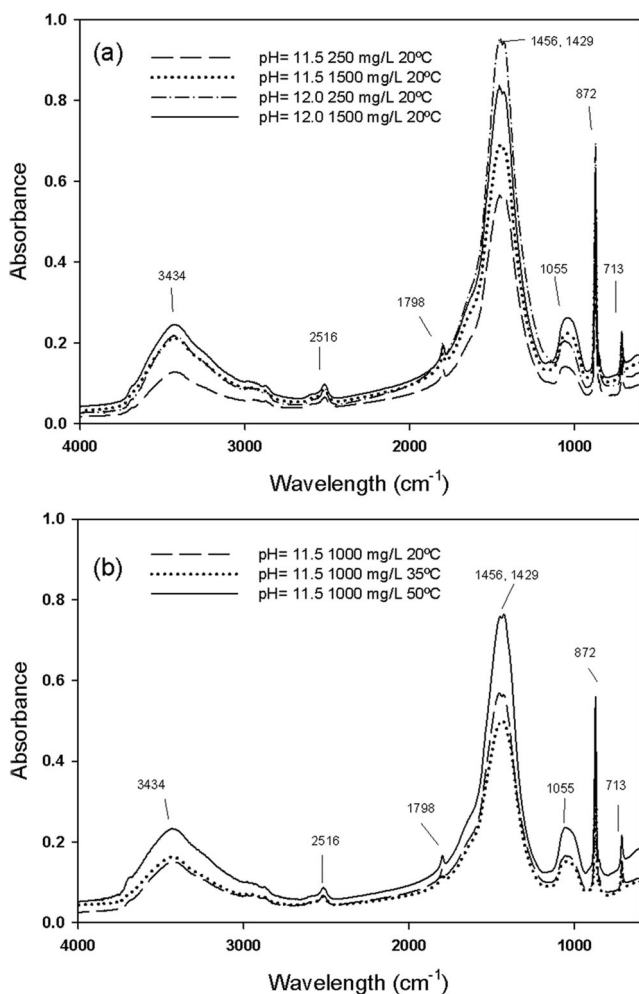 1.0
0.8
0.6
0.4
0.2
0.0
Absorbance
(a)
pH= 11.5 250 mg/L 20ºC
pH= 11.5 1500 mg/L 20ºC
pH= 12.0 250 mg/L 20ºC
pH= 12.0 1500 mg/L 20ºC
1456, 1429
872
3434
2516
1798
1055
713
4000 3000 2000 1000
Wavelength (cm-1)
1.0
0.8
0.6
0.4
0.2
0.0
Absorbance
(b)
pH= 11.5 1000 mg/L 20ºC
pH= 11.5 1000 mg/L 35ºC
pH= 11.5 1000 mg/L 50ºC
1456, 1429
872
3434
2516
1798
1055
713
4000 3000 2000 1000
Wavelength (cm-1)